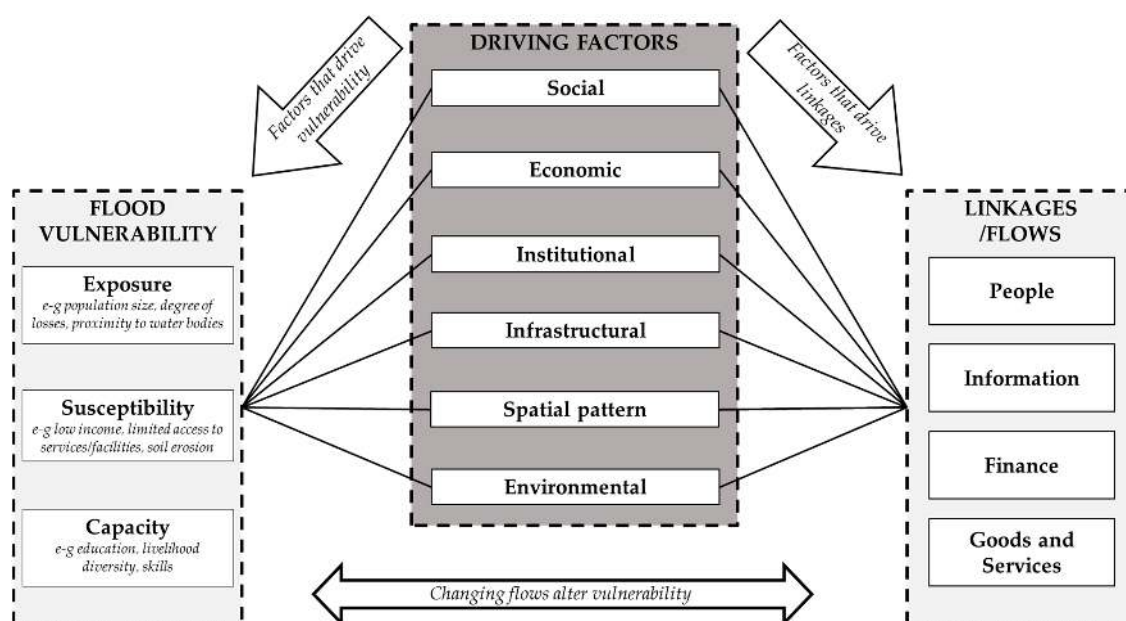 Factors that drive
vulnerability
DRIVING FACTORS
Social
Economic
Institutional
Infrastructural
Spatial pattern
Environmental
Factors that drive
linkages
FLOOD
VULNERABILITY
Exposure
e-g population size, degree of
losses, proximity to water bodies
Susceptibility
e-g low income, limited access to
services/facilities, soil erosion
Capacity
e-g education, livelihood
diversity, skills
LINKAGES
/FLOWS
People
Information
Finance
Goods and
Services
Changing flows alter vulnerability